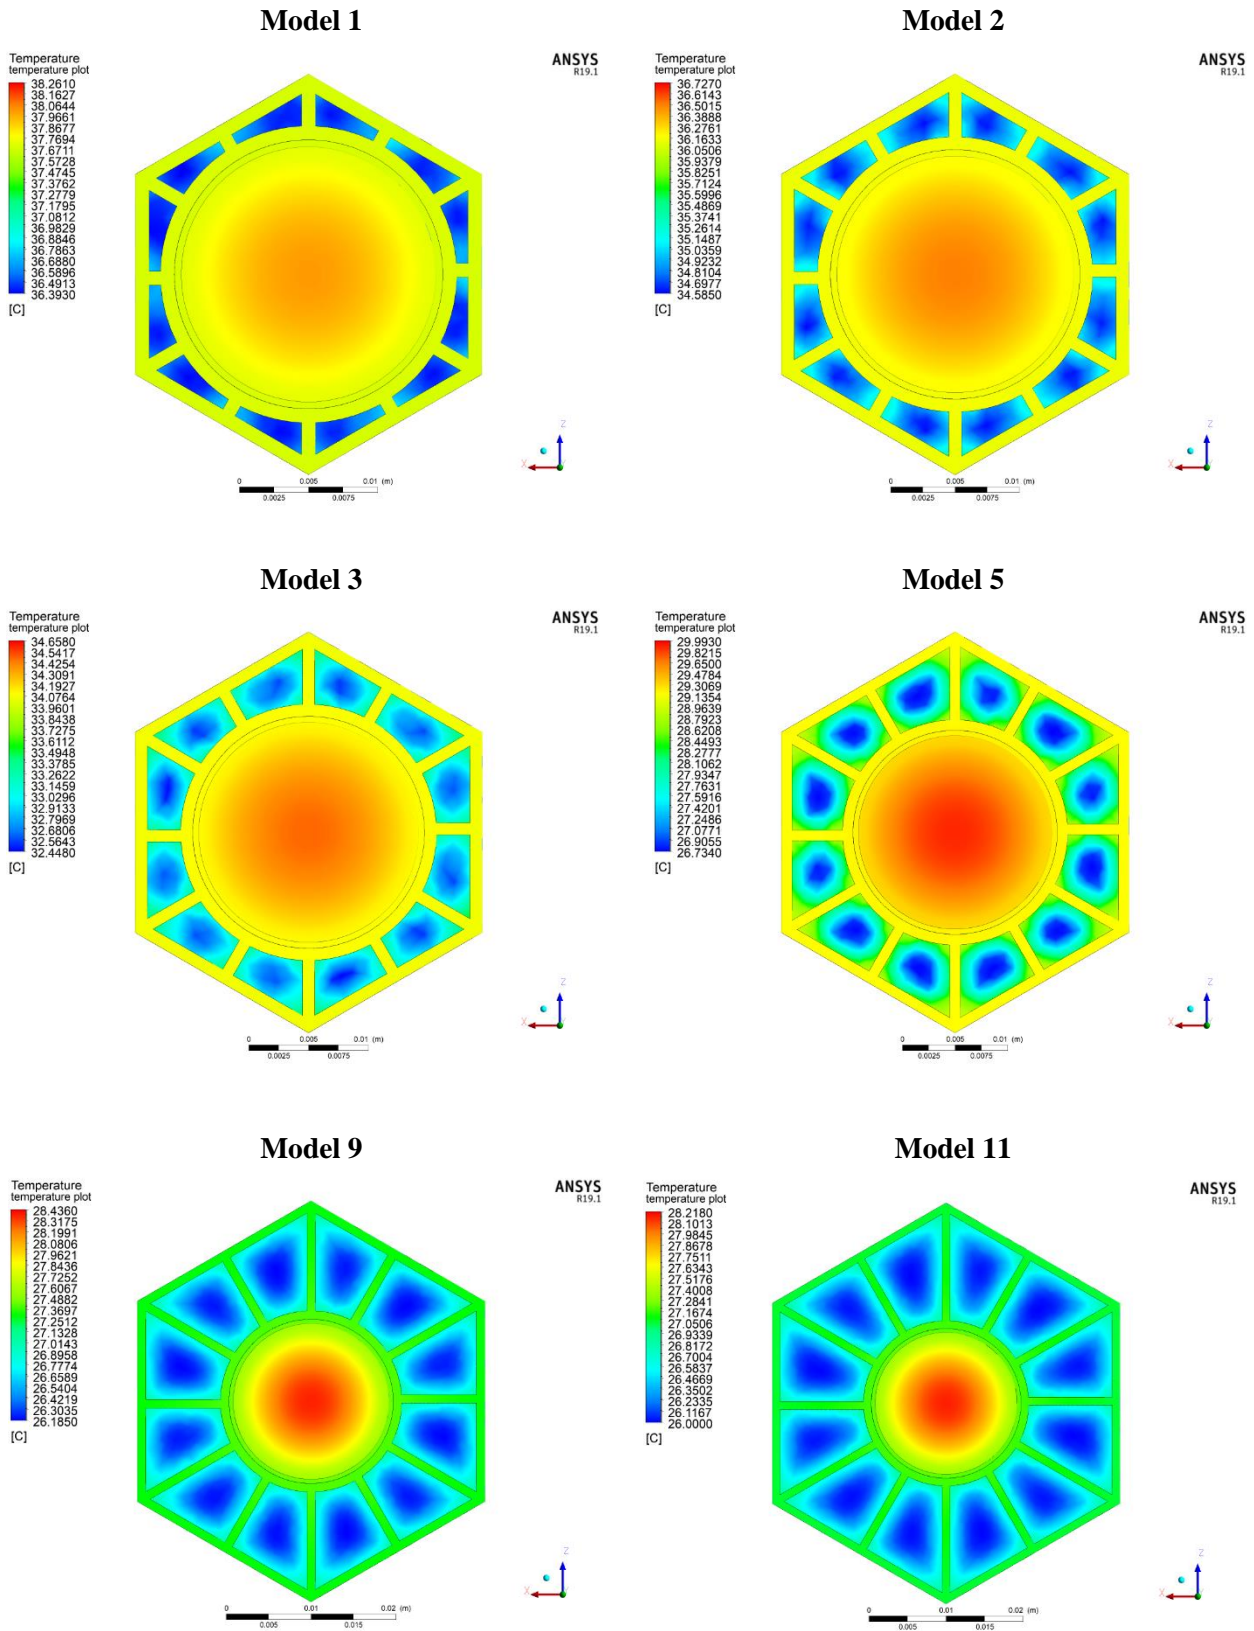 Model 1
Temperature
temperature plot
38.2610
38.1627
38.0644
37.9661
37.8677
37.7694
37.6711
37.5728
37.4745
37.3762
37.2779
37.1795
37.0812
36.9829
36.8846
36.7863
36.6880
36.5896
36.4913
36.3930
[C]
ANSYS
R19.1
0 0.005 0.01 (m)
0.0025 0.0075
Z
X
Model 2
Temperature
temperature plot
36.7270
36.6143
36.5015
36.3888
36.2761
36.1633
36.0506
35.9379
35.8251
35.7124
35.5996
35.4869
35.3741
35.2614
35.1487
35.0359
34.9232
34.8104
34.6977
34.5850
[C]
ANSYS
R19.1
0 0.005 0.01 (m)
0.0025 0.0075
Z
X
Model 3
Temperature
temperature plot
34.6580
34.5417
34.4254
34.3091
34.1927
34.0764
33.9601
33.8438
33.7275
33.6112
33.4948
33.3785
33.2622
33.1459
33.0296
32.9133
32.7969
32.6806
32.5643
32.4480
[C]
ANSYS
R19.1
0 0.005 0.01 (m)
0.0025 0.0075
Z
X
Model 5
Temperature
temperature plot
29.9930
29.8215
29.6500
29.4784
29.3069
29.1354
28.9639
28.7923
28.6208
28.4493
28.2777
28.1062
27.9347
27.7631
27.5916
27.4201
27.2486
27.0771
26.9055
26.7340
[C]
ANSYS
R19.1
0 0.005 0.01 (m)
0.0025 0.0075
Z
X
Model 9
Temperature
temperature plot
28.4360
28.3175
28.1991
28.0806
27.9621
27.8436
27.7252
27.6067
27.4882
27.3697
27.2512
27.1328
27.0143
26.8958
26.7774
26.6589
26.5404
26.4219
26.3035
26.1850
[C]
ANSYS
R19.1
0 0.01 0.02 (m)
0.005 0.015
Z
X
Model 11
Temperature
temperature plot
28.2180
28.1013
27.9845
27.8678
27.7511
27.6343
27.5176
27.4008
27.2841
27.1674
27.0506
26.9339
26.8172
26.7004
26.5837
26.4669
26.3502
26.2335
26.1167
26.0000
[C]
ANSYS
R19.1
0 0.01 0.02 (m)
0.005 0.015
Z
X